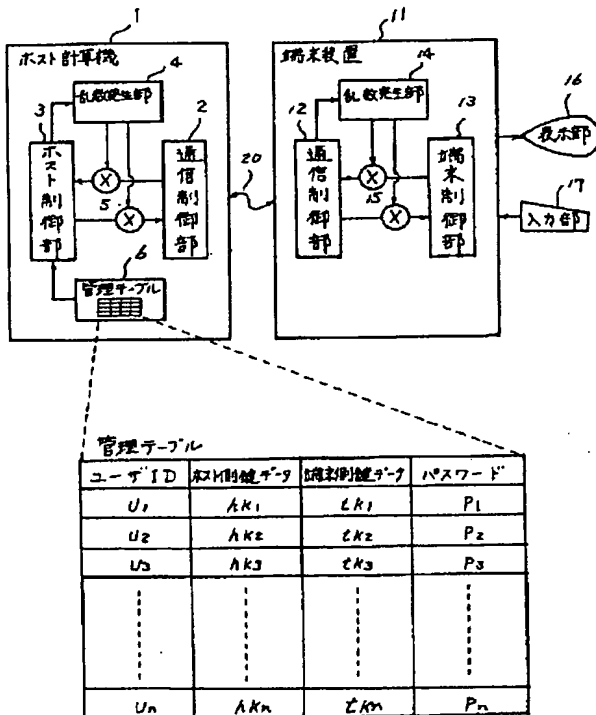 1
ホスト計算機
4
乱数発生部
3
ホスト制御部
2
通信制御部
5
6
管理テーブル
20
11
端末装置
14
乱数発生部
12
通信制御部
13
端末制御部
15
16
表示部
17
入力部
管理テーブル
ユーザID ホスト側鍵データ 端末側鍵データ パスワード
U1 hk1 tk1 P1
U2 hk2 tk2 P2
U3 hk3 tk3 P3
Un hkn tkn Pn